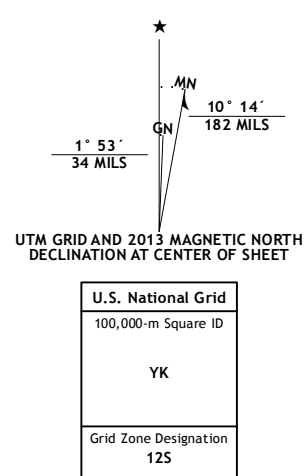 ★
MN
GN
10° 14´
182 MILS
1° 53´
34 MILS
UTM GRID AND 2013 MAGNETIC NORTH
DECLINATION AT CENTER OF SHEET
U.S. National Grid
100,000-m Square ID
YK
Grid Zone Designation
12S